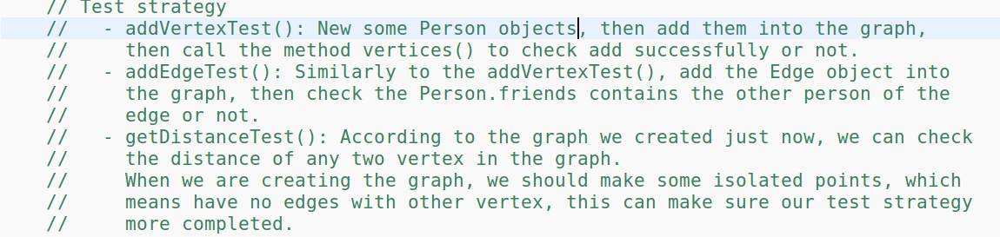 // Test strategy
//   - addVertexTest(): New some Person objects, then add them into the graph,
//     then call the method vertices() to check add successfully or not.
//   - addEdgeTest(): Similarly to the addVertexTest(), add the Edge object into
//     the graph, then check the Person.friends contains the other person of the
//     edge or not.
//   - getDistanceTest(): According to the graph we created just now, we can check
//     the distance of any two vertex in the graph.
//     When we are creating the graph, we should make some isolated points, which
//     means have no edges with other vertex, this can make sure our test strategy
//     more completed.